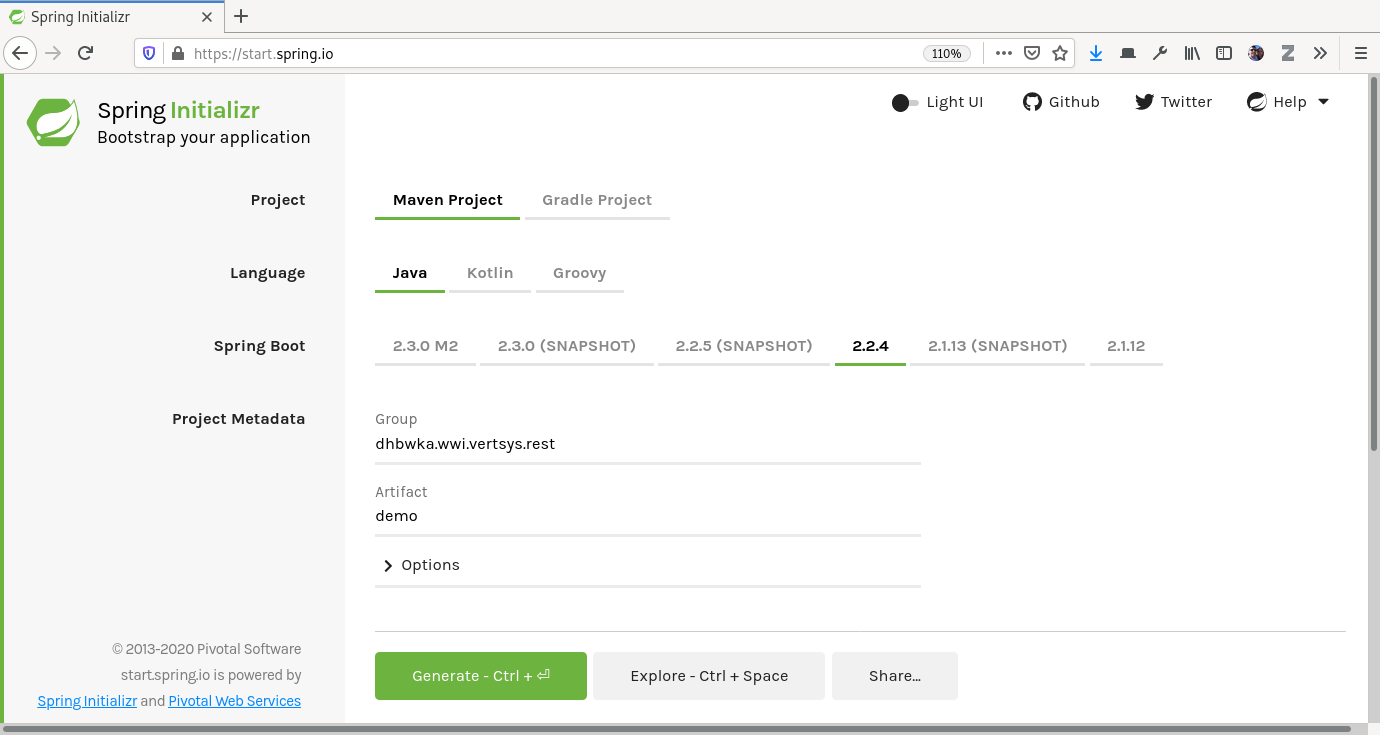 Spring Initializr
https://start.spring.io 110%
Spring Initializr
Bootstrap your application
Light UI Github Twitter Help
Project Maven Project Gradle Project
Language Java Kotlin Groovy
Spring Boot 2.3.0 M2 2.3.0 (SNAPSHOT) 2.2.5 (SNAPSHOT) 2.2.4 2.1.13 (SNAPSHOT) 2.1.12
Project Metadata Group
dhbwka.wwi.vertsys.rest
Artifact
demo
Options
© 2013-2020 Pivotal Software
start.spring.io is powered by
Spring Initializr and Pivotal Web Services
Generate - Ctrl + ⏎ Explore - Ctrl + Space Share...